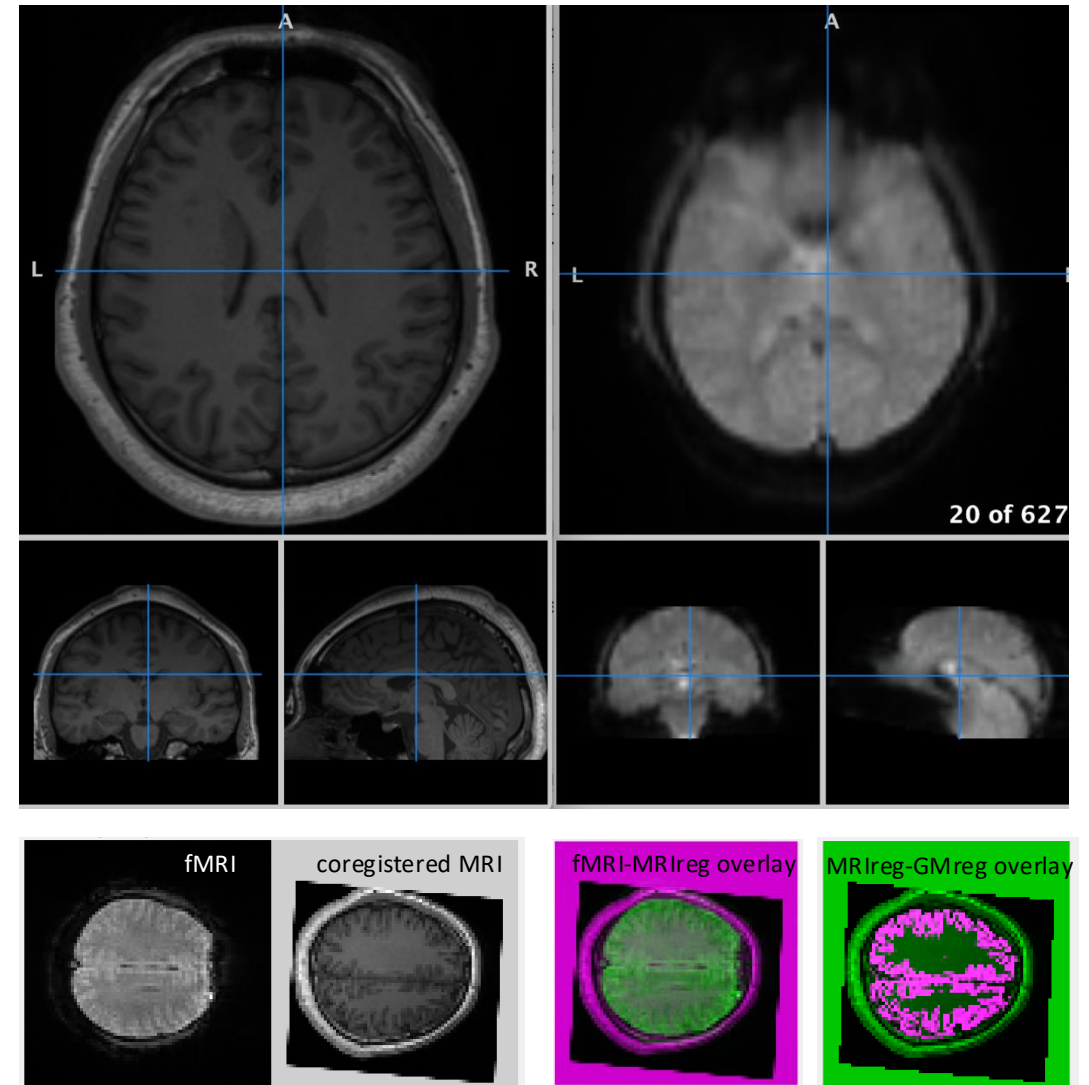 A
A
L
R
L
20 of 627
fMRI
coregistered MRI
fMRI-MRIreg overlay
MRIreg-GMreg overlay